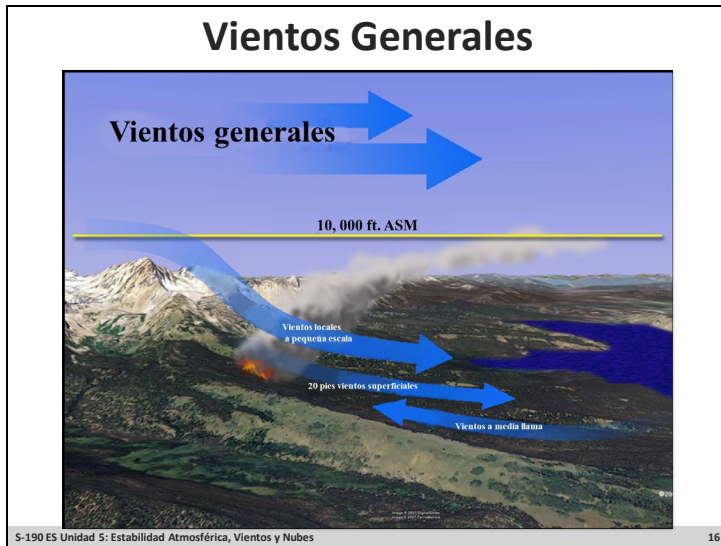 Vientos Generales
Vientos generales
10, 000 ft. ASM
Vientos locales
a pequeña escala
20 pies vientos superficiales
Vientos a media llama
S-190 ES Unidad 5: Estabilidad Atmosférica, Vientos y Nubes
16